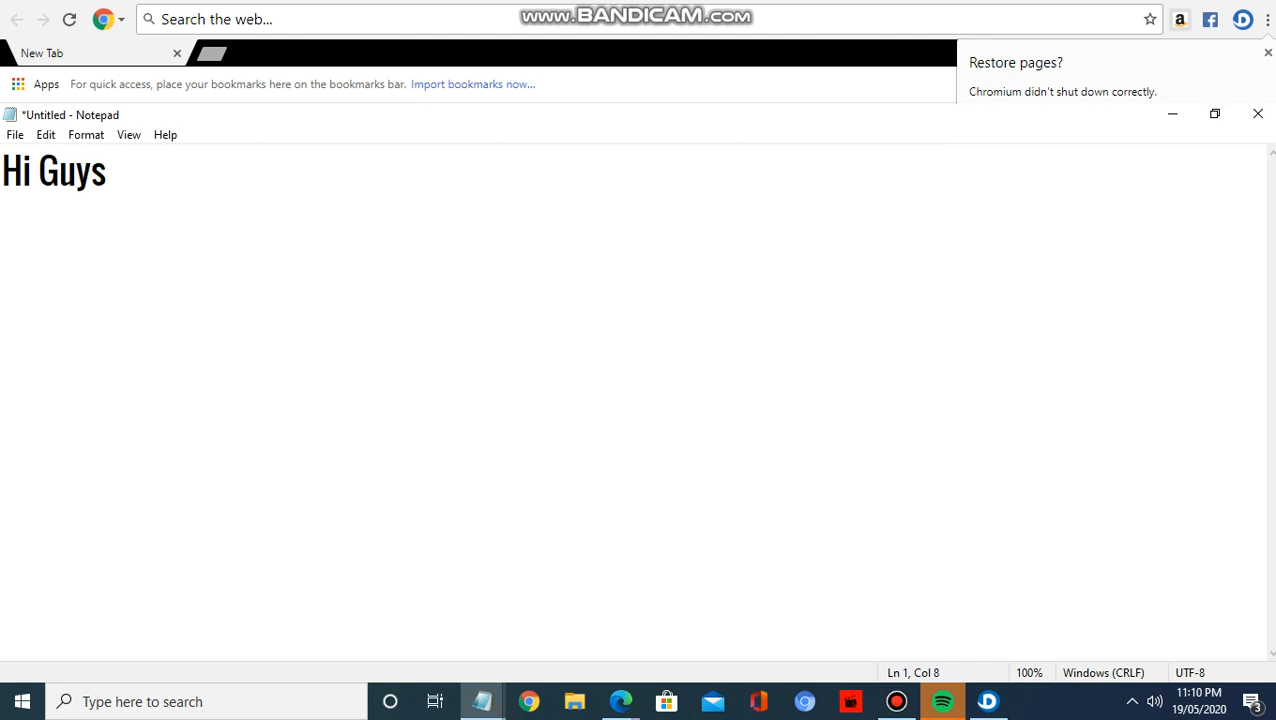 Search the web...
www.BANDICAM.com
New Tab
Apps
For quick access, place your bookmarks here on the bookmarks bar. Import bookmarks now...
Restore pages?
Chromium didn't shut down correctly.
*Untitled - Notepad
File Edit Format View Help
Hi Guys
Ln 1, Col 8
100%
Windows (CRLF)
UTF-8
Type here to search
11:10 PM
19/05/2020
3